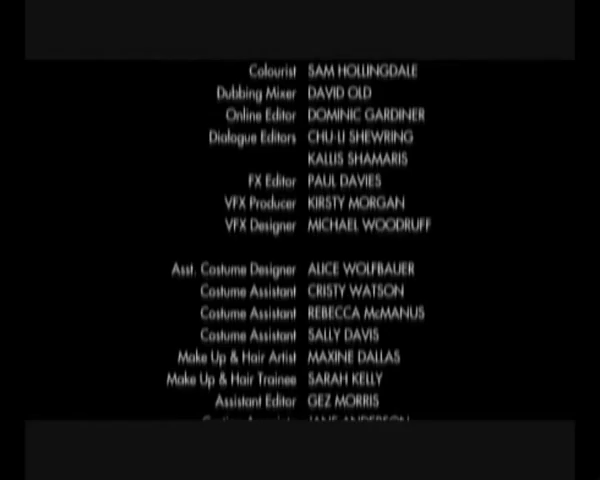 Colourist SAM HOLLINGDALE
Dubbing Mixer DAVID OLD
Online Editor DOMINIC GARDINER
Dialogue Editors CHU-LI SHEWRING
KALLIS SHAMARIS
FX Editor PAUL DAVIES
VFX Producer KIRSTY MORGAN
VFX Designer MICHAEL WOODRUFF
Asst. Costume Designer ALICE WOLFBAUER
Costume Assistant CRISTY WATSON
Costume Assistant REBECCA McMANUS
Costume Assistant SALLY DAVIS
Make Up & Hair Artist MAXINE DALLAS
Make Up & Hair Trainee SARAH KELLY
Assistant Editor GEZ MORRIS
JANE ANDERSON